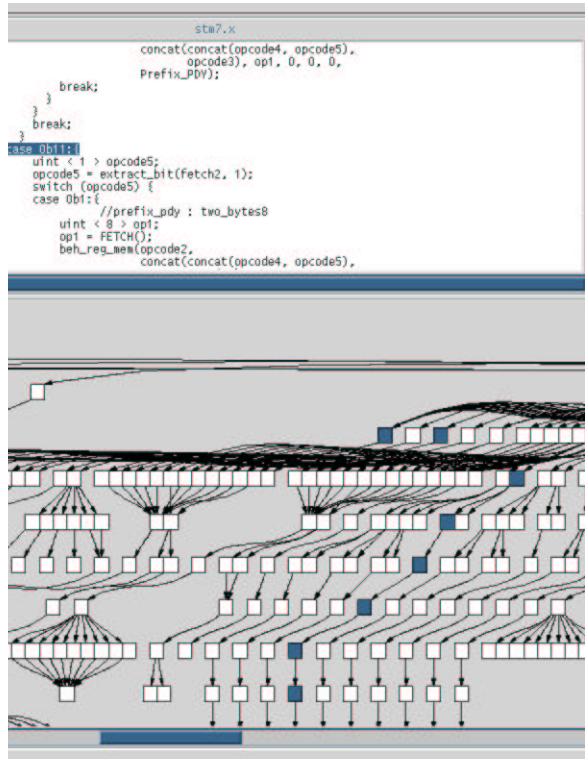 stm7.x
concat(concat(opcode4, opcode5),
opcode3), op1, 0, 0, 0,
Prefix_PDY);
break;
}
}
break;
}
case 0b11:{
uint < 1 > opcode5;
opcode5 = extract_bit(fetch2, 1);
switch (opcode5) {
case 0b1:{
//prefix_pdy : two_bytes8
uint < 8 > op1;
op1 = FETCH();
beh_reg_mem(opcode2,
concat(concat(opcode4, opcode5),